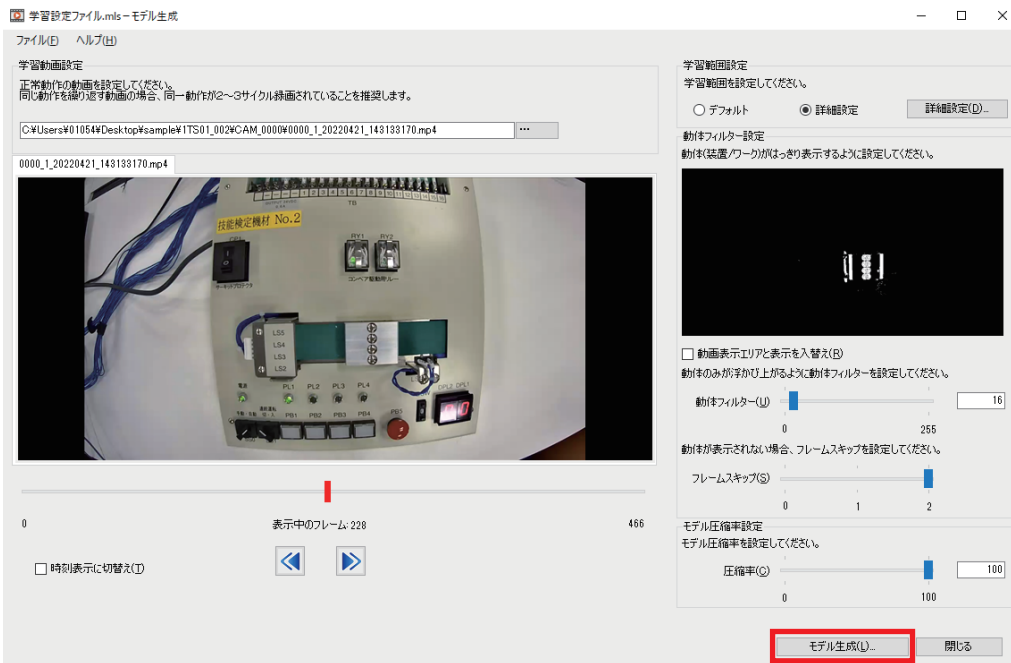 学習設定ファイル.mls－モデル生成
ファイル(F) ヘルプ(H)
学習動画設定
正常動作の動画を設定してください。
同じ動作を繰り返す動画の場合、同一動作が2～3サイクル録画されていることを推奨します。
C:¥Users¥01054¥Desktop¥sample¥1TS01_002¥CAM_0000¥0000_1_20220421_143133170.mp4
...
0000_1_20220421_143133170.mp4
TB
技能検定機材 No.2
CP1
サーキットプロテクタ
RY1 RY2
コンベア駆動用リレー
LS5
LS4
LS3
LS2
電源 PL1 PL2 PL3 PL4
DPL2 DPL1
PB1 PB2 PB3 PB4 PB5
0
表示中のフレーム: 228
466
時刻表示に切替え(T)
学習範囲設定
学習範囲を設定してください。
デフォルト
詳細設定
詳細設定(D)...
動体フィルター設定
動体(装置/ワーク)がはっきり表示するように設定してください。
動画表示エリアと表示を入替え(R)
動体のみが浮かび上がるように動体フィルターを設定してください。
動体フィルター(U)
16
0 255
動体が表示されない場合、フレームスキップを設定してください。
フレームスキップ(S)
0 1 2
モデル圧縮率設定
モデル圧縮率を設定してください。
圧縮率(C)
100
0 100
モデル生成(L)...
閉じる